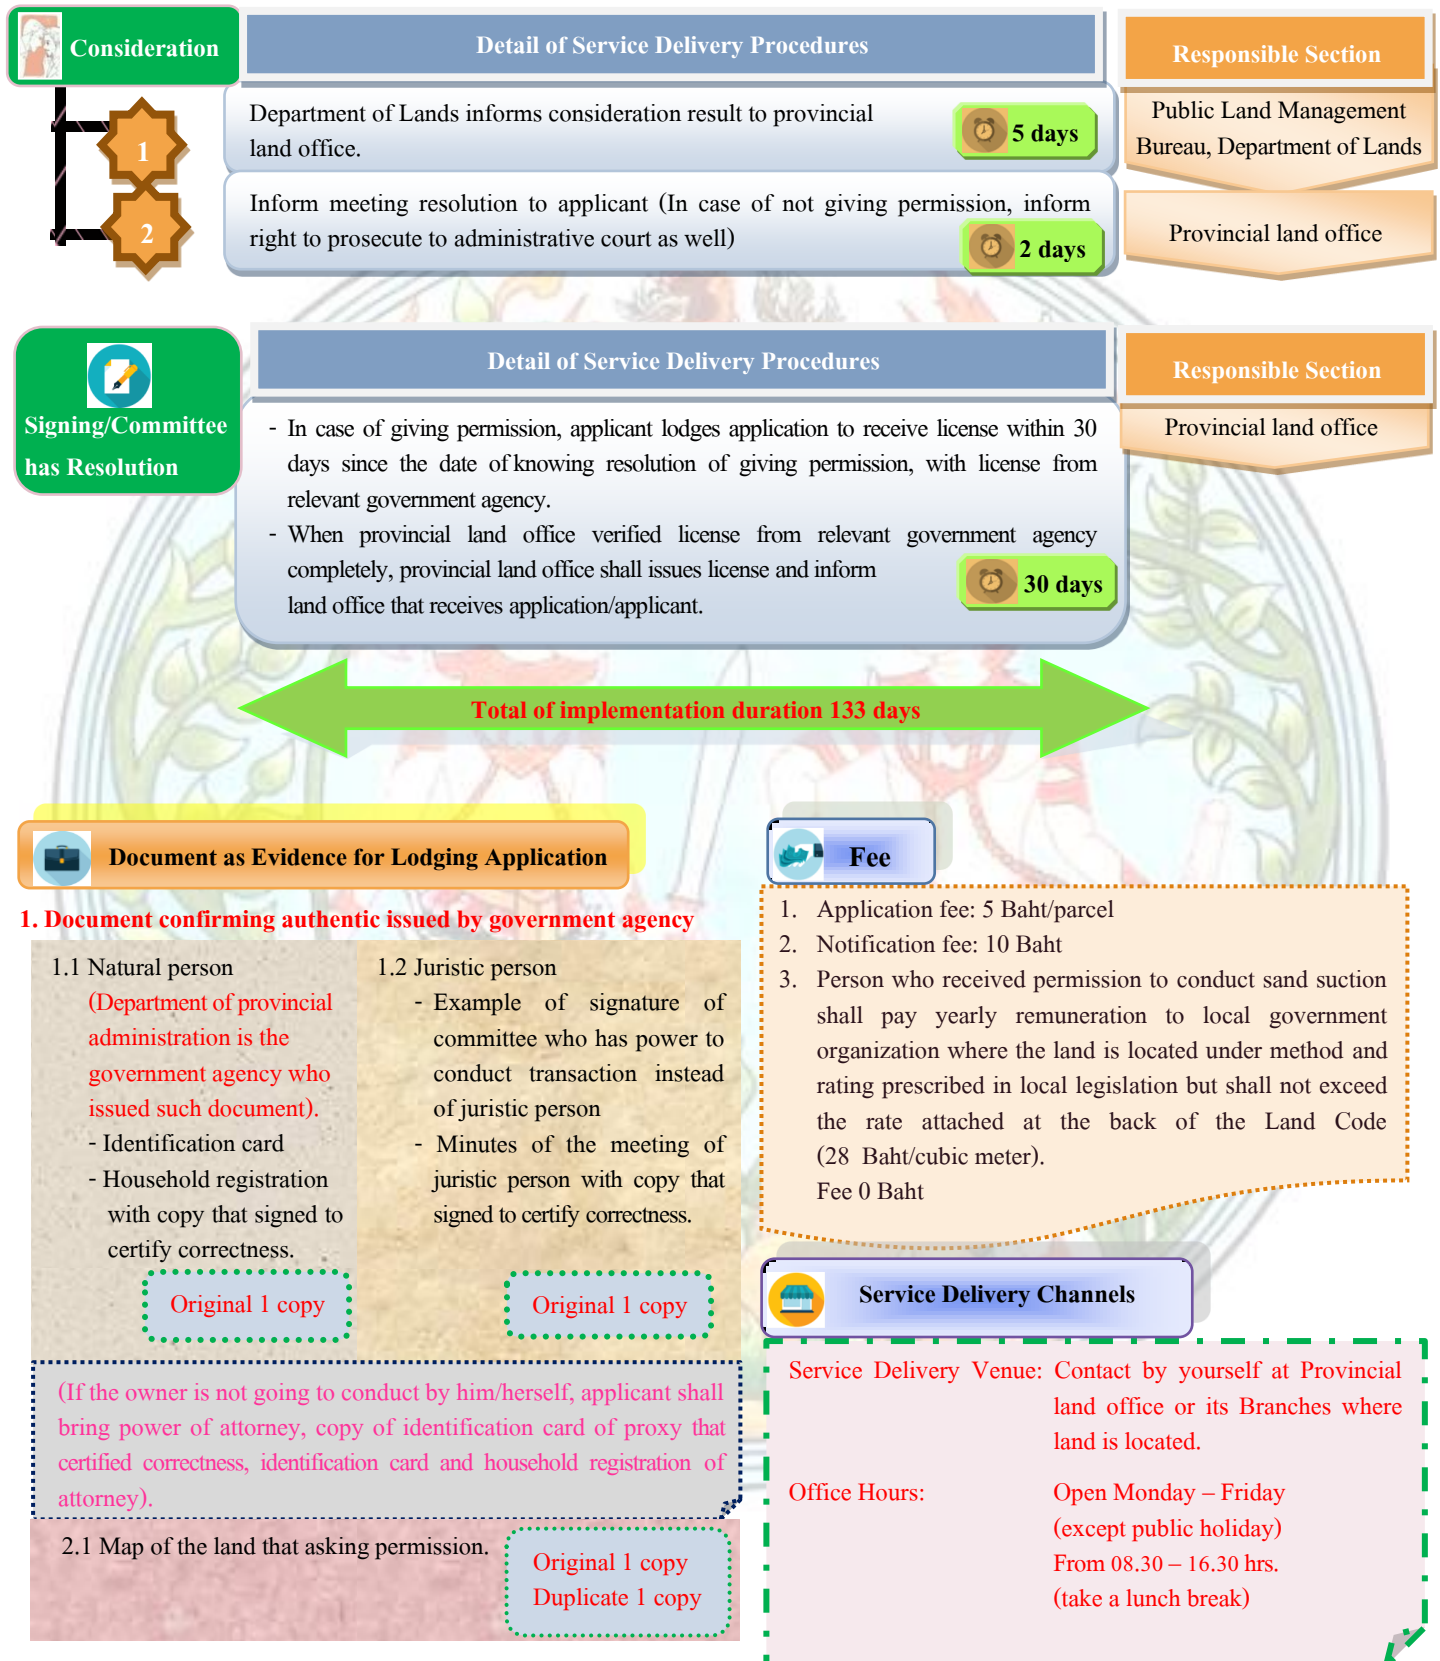 Consideration
Detail of Service Delivery Procedures
Responsible Section
1
Department of Lands informs consideration result to provincial
land office.
5 days
Public Land Management
Bureau, Department of Lands
2
Inform meeting resolution to applicant (In case of not giving permission, inform
right to prosecute to administrative court as well)
2 days
Provincial land office
Signing/Committee
has Resolution
Detail of Service Delivery Procedures
Responsible Section
- In case of giving permission, applicant lodges application to receive license within 30
days since the date of knowing resolution of giving permission, with license from
relevant government agency.
- When provincial land office verified license from relevant government agency
completely, provincial land office shall issues license and inform
land office that receives application/applicant.
30 days
Provincial land office
Total of implementation duration 133 days
Document as Evidence for Lodging Application
1. Document confirming authentic issued by government agency
1.1 Natural person
(Department of provincial
administration is the
government agency who
issued such document).
- Identification card
- Household registration
with copy that signed to
certify correctness.
Original 1 copy
1.2 Juristic person
- Example of signature of
committee who has power to
conduct transaction instead
of juristic person
- Minutes of the meeting of
juristic person with copy that
signed to certify correctness.
Original 1 copy
(If the owner is not going to conduct by him/herself, applicant shall
bring power of attorney, copy of identification card of proxy that
certified correctness, identification card and household registration of
attorney).
2.1 Map of the land that asking permission.
Original 1 copy
Duplicate 1 copy
Fee
1. Application fee: 5 Baht/parcel
2. Notification fee: 10 Baht
3. Person who received permission to conduct sand suction
shall pay yearly remuneration to local government
organization where the land is located under method and
rating prescribed in local legislation but shall not exceed
the rate attached at the back of the Land Code
(28 Baht/cubic meter).
Fee 0 Baht
Service Delivery Channels
Service Delivery Venue: Contact by yourself at Provincial
land office or its Branches where
land is located.
Office Hours: Open Monday – Friday
(except public holiday)
From 08.30 – 16.30 hrs.
(take a lunch break)